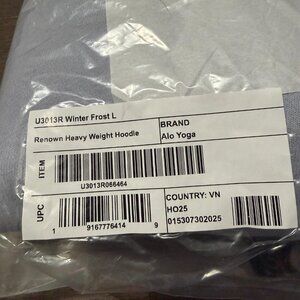 U3013R Winter Frost L
Renown Heavy Weight Hoodie
BRAND
Alo Yoga
ITEM
U3013R066464
UPC
1 9167776414 9
COUNTRY: VN
HO25
015307302025